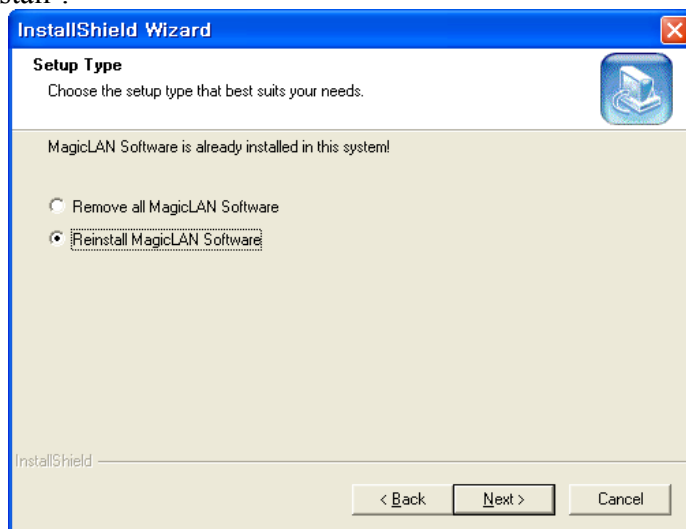 InstallShield Wizard
Setup Type
Choose the setup type that best suits your needs.
MagicLAN Software is already installed in this system!
Remove all MagicLAN Software
Reinstall MagicLAN Software
InstallShield
< Back Next > Cancel